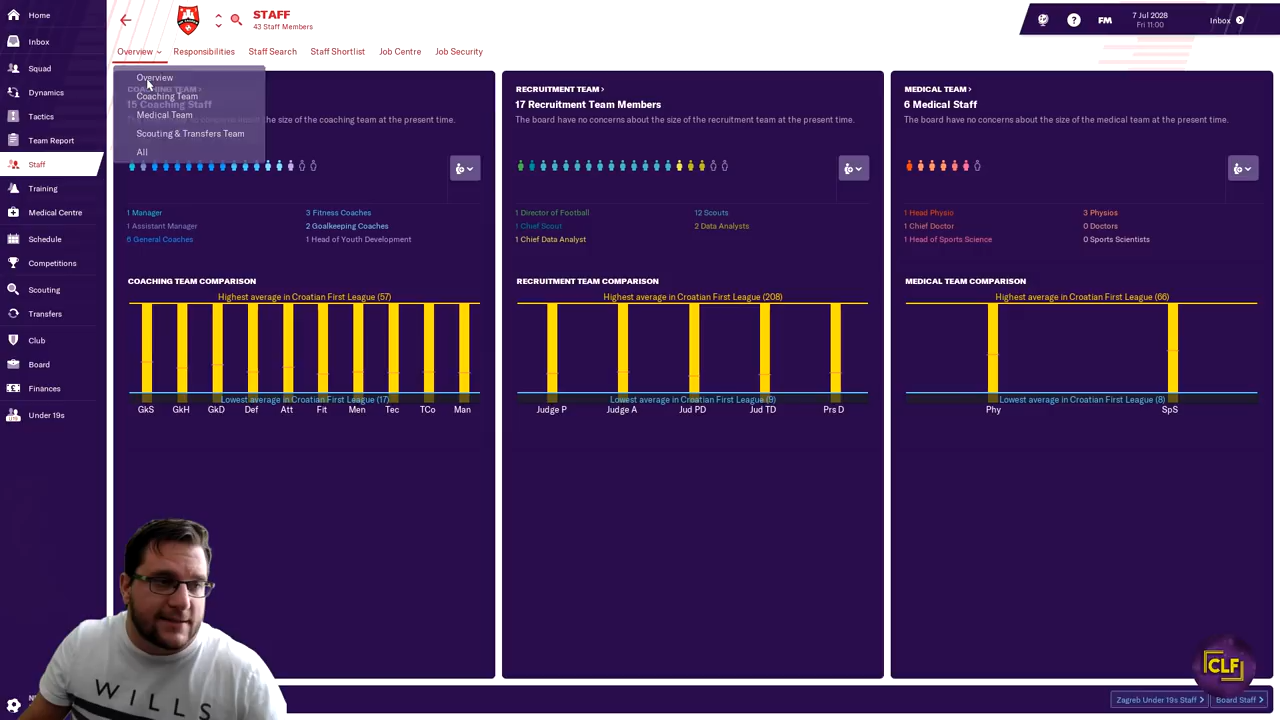 Home
Inbox
Squad
Dynamics
Tactics
Team Report
Staff
Training
Medical Centre
Schedule
Competitions
Scouting
Transfers
Club
Board
Finances
Under 19s
STAFF
43 Staff Members
?
FM
7 Jul 2028
Fri 11:00
Inbox
Overview
Responsibilities
Staff Search
Staff Shortlist
Job Centre
Job Security
Overview
Coaching Team
Medical Team
Scouting & Transfers Team
All
COACHING TEAM >
15 Coaching Staff
the size of the coaching team at the present time.
1 Manager
1 Assistant Manager
6 General Coaches
3 Fitness Coaches
2 Goalkeeping Coaches
1 Head of Youth Development
COACHING TEAM COMPARISON
Highest average in Croatian First League (57)
Lowest average in Croatian First League (17)
GkS GkH GkD Def Att Fit Men Tec TCo Man
RECRUITMENT TEAM >
17 Recruitment Team Members
The board have no concerns about the size of the recruitment team at the present time.
1 Director of Football
1 Chief Scout
1 Chief Data Analyst
12 Scouts
2 Data Analysts
RECRUITMENT TEAM COMPARISON
Highest average in Croatian First League (208)
Lowest average in Croatian First League (9)
Judge P Judge A Jud PD Jud TD Prs D
MEDICAL TEAM >
6 Medical Staff
The board have no concerns about the size of the medical team at the present time.
1 Head Physio
1 Chief Doctor
1 Head of Sports Science
3 Physios
0 Doctors
0 Sports Scientists
MEDICAL TEAM COMPARISON
Highest average in Croatian First League (66)
Lowest average in Croatian First League (8)
Phy SpS
WILLS
CLF
Zagreb Under 19s Staff >
Board Staff >